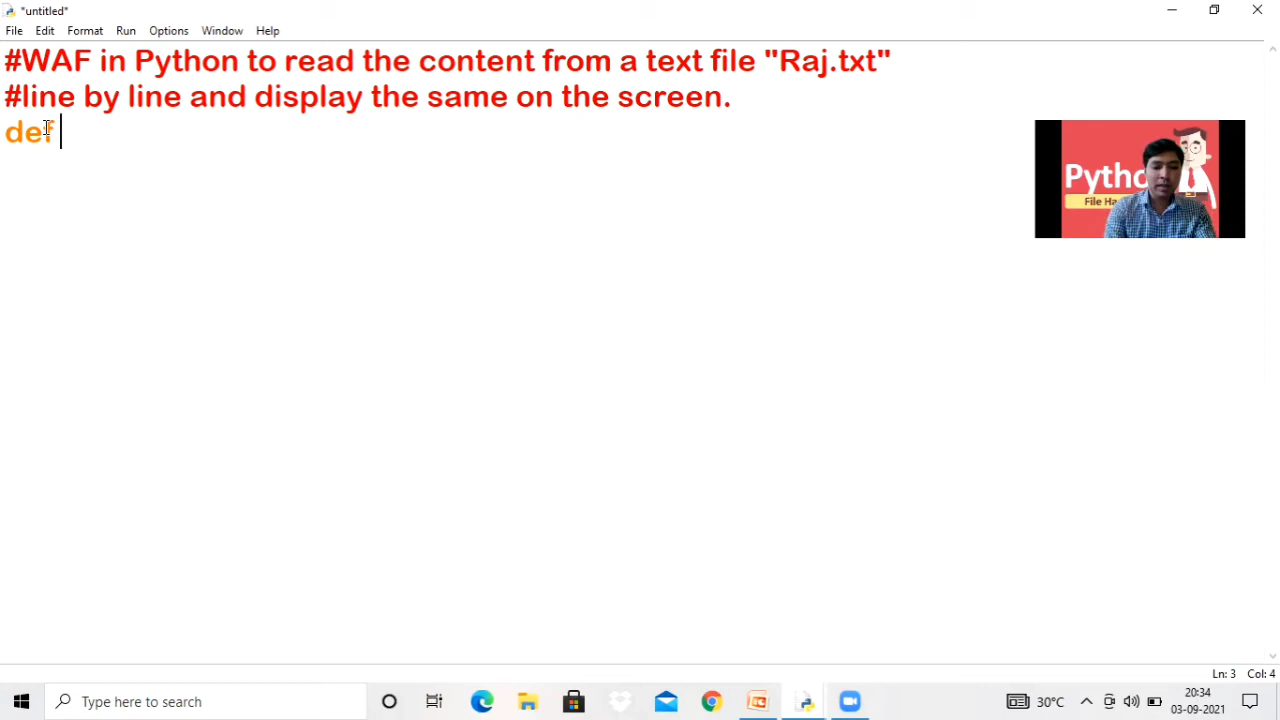 *untitled*
File Edit Format Run Options Window Help
#WAF in Python to read the content from a text file "Raj.txt"
#line by line and display the same on the screen.
def
Pytho
File Ha
Ln: 3 Col: 4
Type here to search
30°C
20:34
03-09-2021